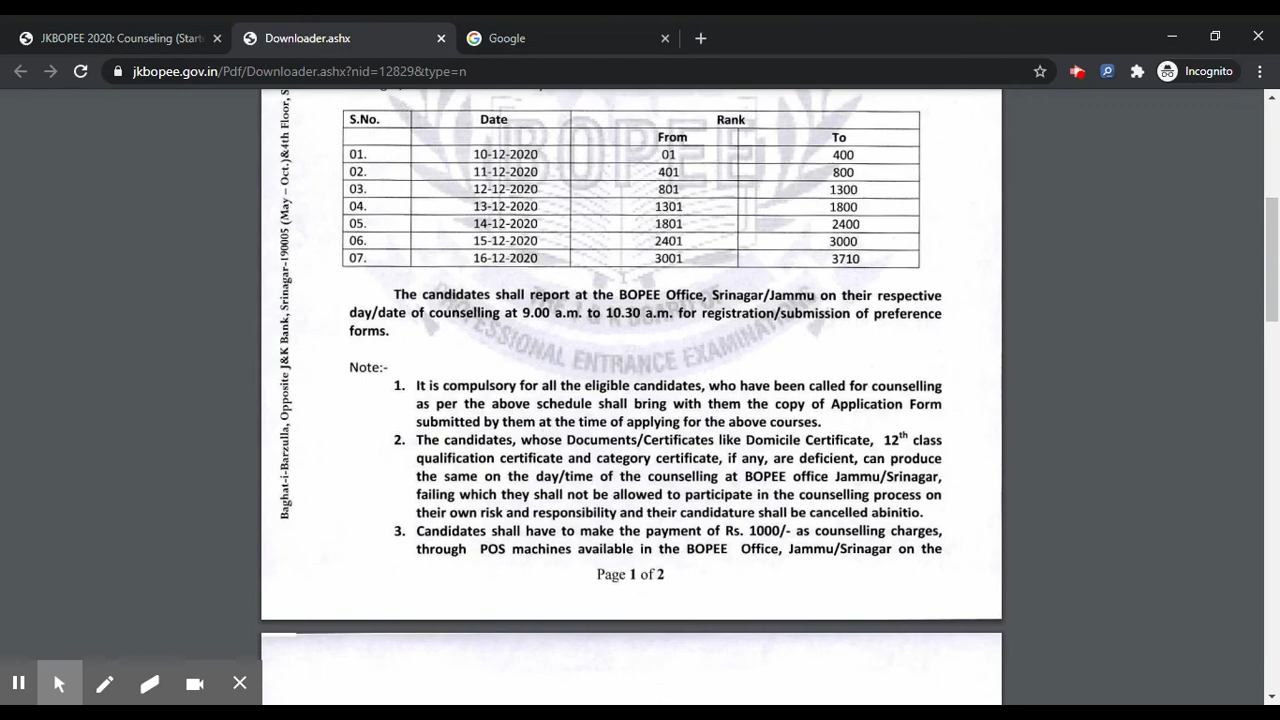 JKBOPEE 2020: Counseling (Start
Downloader.ashx
Google
jkbopee.gov.in/Pdf/Downloader.ashx?nid=12829&type=n
Incognito
Baghat-i-Barzulla, Opposite J&K Bank, Srinagar-190005 (May – Oct.)&4th Floor,
BOPEE
S.No. Date Rank
From To
01. 10-12-2020 01 400
02. 11-12-2020 401 800
03. 12-12-2020 801 1300
04. 13-12-2020 1301 1800
05. 14-12-2020 1801 2400
06. 15-12-2020 2401 3000
07. 16-12-2020 3001 3710
The candidates shall report at the BOPEE Office, Srinagar/Jammu on their respective
day/date of counselling at 9.00 a.m. to 10.30 a.m. for registration/submission of preference
forms.
PROFESSIONAL ENTRANCE EXAMINATIONS
Note:-
1. It is compulsory for all the eligible candidates, who have been called for counselling
as per the above schedule shall bring with them the copy of Application Form
submitted by them at the time of applying for the above courses.
2. The candidates, whose Documents/Certificates like Domicile Certificate, 12th class
qualification certificate and category certificate, if any, are deficient, can produce
the same on the day/time of the counselling at BOPEE office Jammu/Srinagar,
failing which they shall not be allowed to participate in the counselling process on
their own risk and responsibility and their candidature shall be cancelled abinitio.
3. Candidates shall have to make the payment of Rs. 1000/- as counselling charges,
through POS machines available in the BOPEE Office, Jammu/Srinagar on the
Page 1 of 2